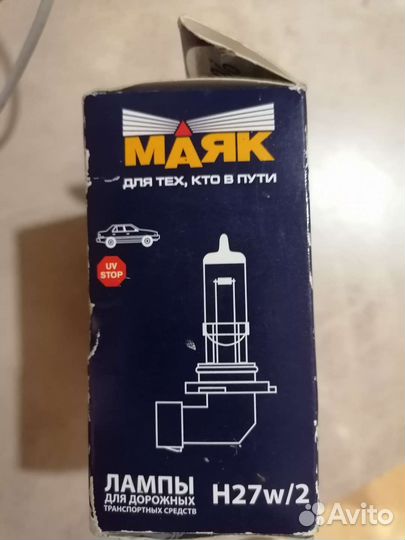 МАЯК
ДЛЯ ТЕХ, КТО В ПУТИ
UV
STOP
ЛАМПЫ
ДЛЯ ДОРОЖНЫХ
ТРАНСПОРТНЫХ СРЕДСТВ
H27w/2
Avito